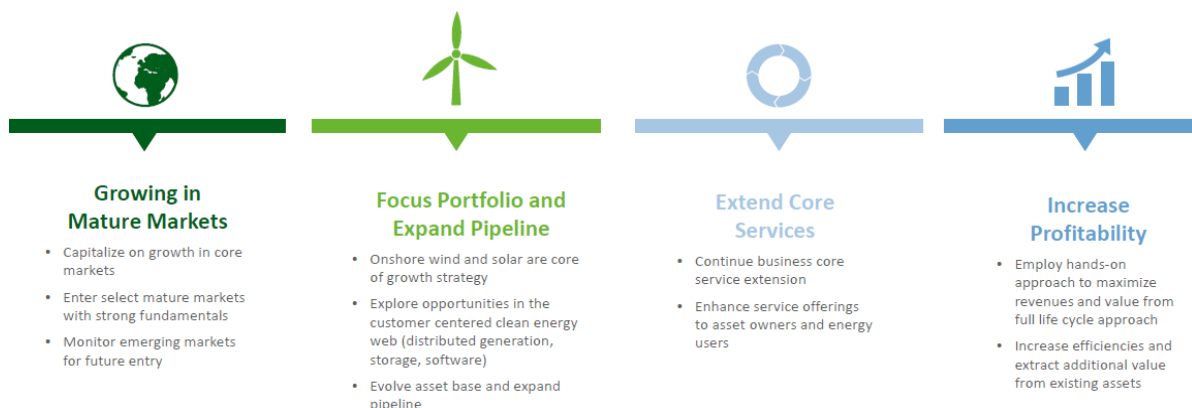 Growing in
Mature Markets
• Capitalize on growth in core
markets
• Enter select mature markets
with strong fundamentals
• Monitor emerging markets
for future entry
Focus Portfolio and
Expand Pipeline
• Onshore wind and solar are core
of growth strategy
• Explore opportunities in the
customer centered clean energy
web (distributed generation,
storage, software)
• Evolve asset base and expand
pipeline
Extend Core
Services
• Continue business core
service extension
• Enhance service offerings
to asset owners and energy
users
Increase
Profitability
• Employ hands-on
approach to maximize
revenues and value from
full life cycle approach
• Increase efficiencies and
extract additional value
from existing assets